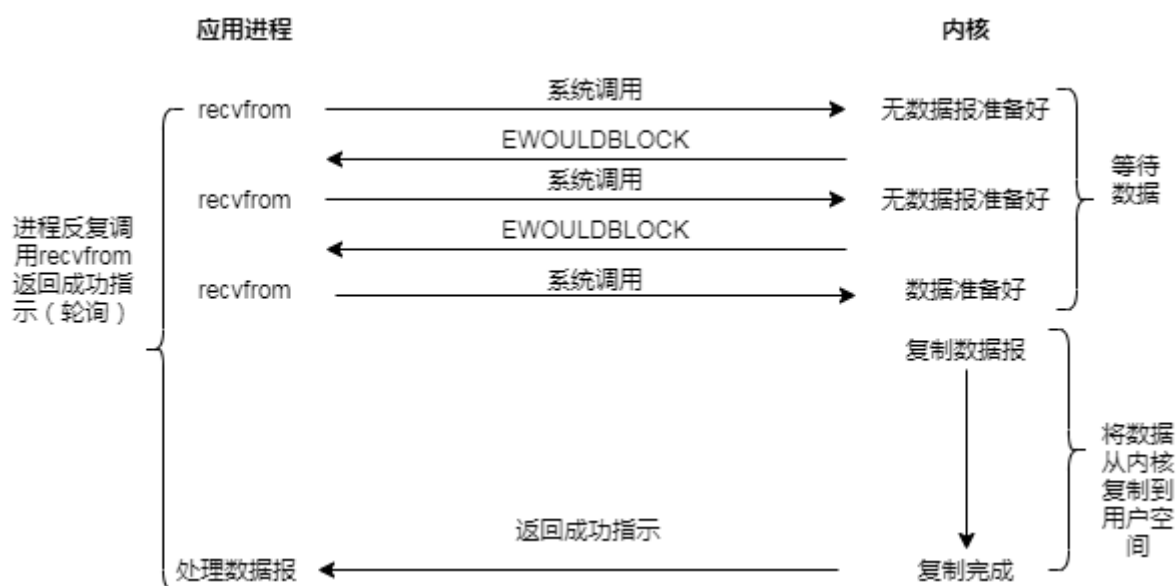 应用进程
内核
系统调用
recvfrom
无数据报准备好
EWOULDBLOCK
系统调用
recvfrom
无数据报准备好
等待
数据
EWOULDBLOCK
进程反复调
用recvfrom
返回成功指
示（轮询）
系统调用
recvfrom
数据准备好
复制数据报
将数据
从内核
复制到
用户空
间
返回成功指示
处理数据报
复制完成